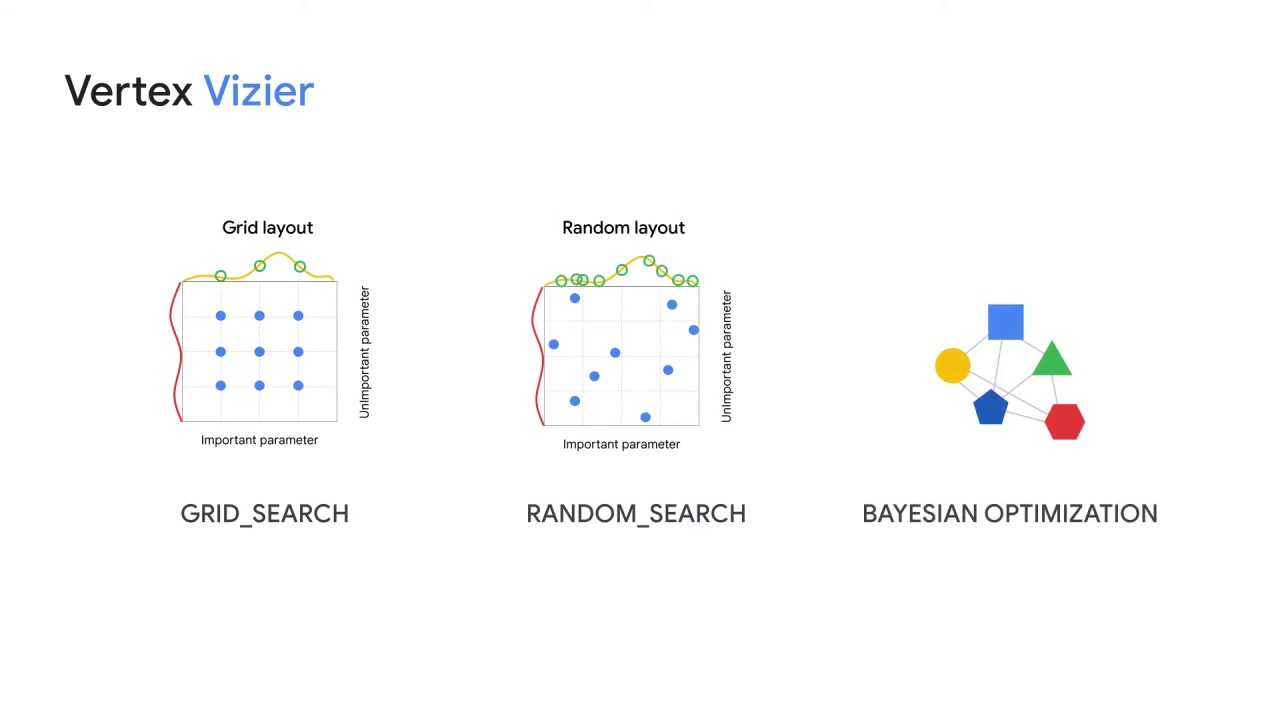 Vertex Vizier
Grid layout
UnImportant parameter
Important parameter
GRID_SEARCH
Random layout
UnImportant parameter
Important parameter
RANDOM_SEARCH
BAYESIAN OPTIMIZATION